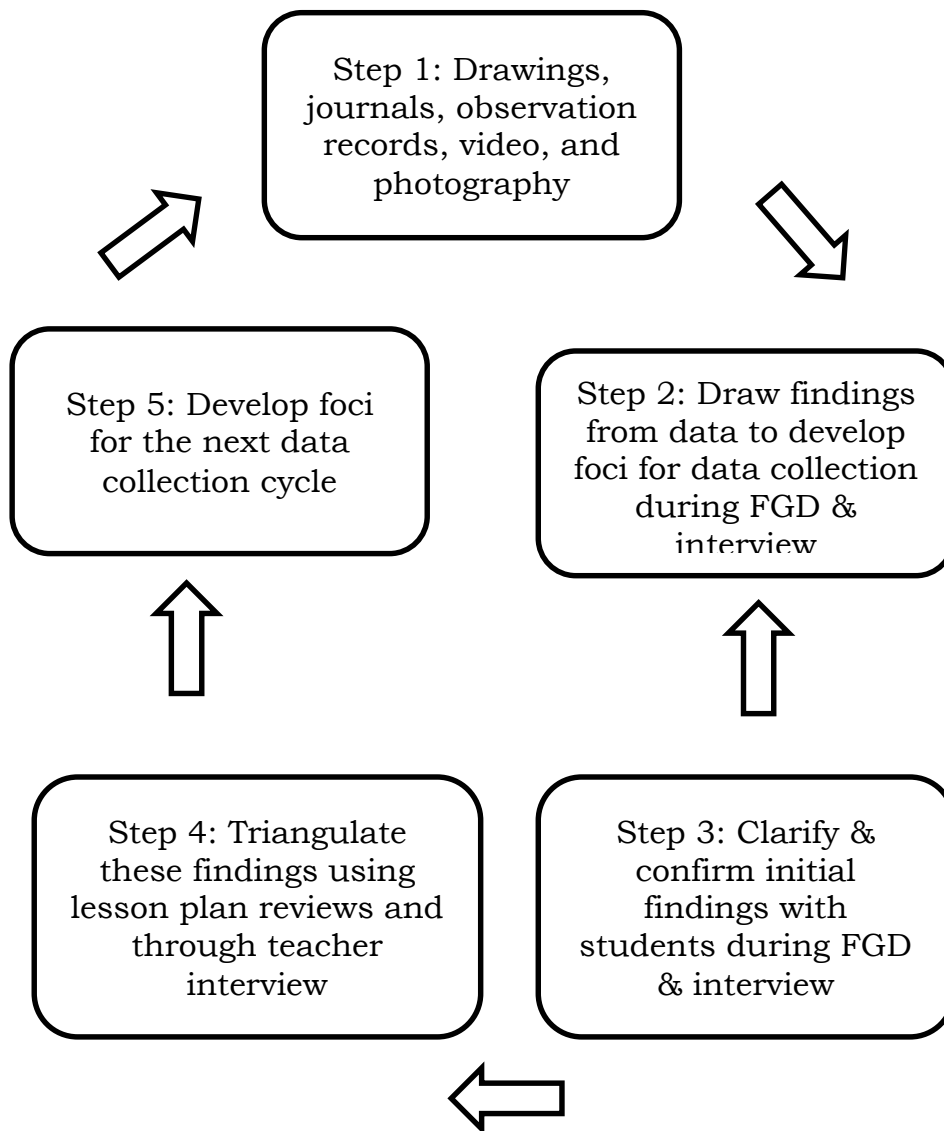 Step 1: Drawings,
journals, observation
records, video, and
photography
Step 2: Draw findings
from data to develop
foci for data collection
during FGD &
interview
Step 3: Clarify &
confirm initial
findings with
students during FGD
& interview
Step 4: Triangulate
these findings using
lesson plan reviews and
through teacher
interview
Step 5: Develop foci
for the next data
collection cycle